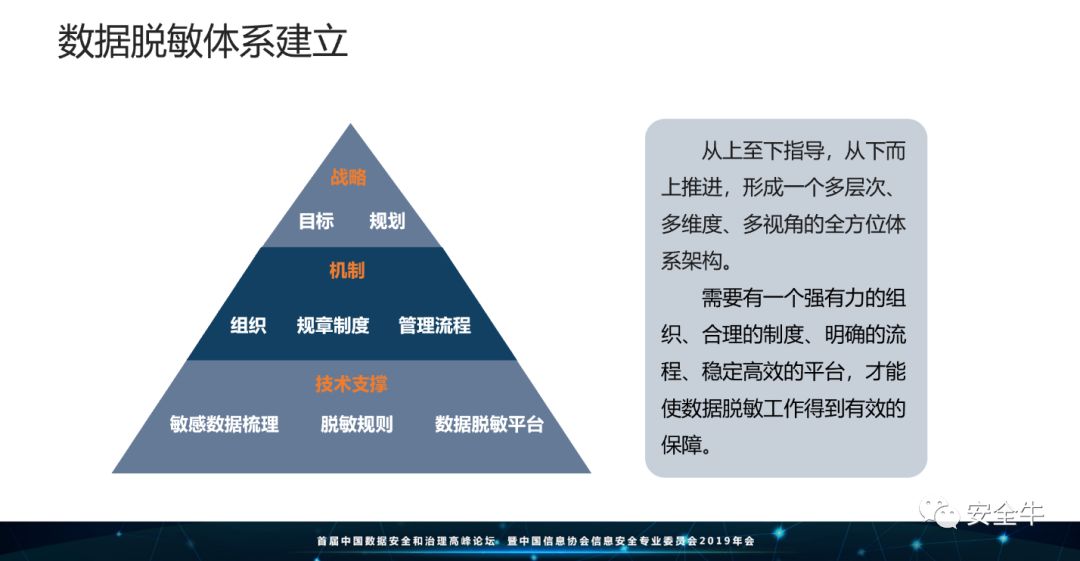 数据脱敏体系建立
战略
目标 规划
机制
组织 规章制度 管理流程
技术支撑
敏感数据梳理 脱敏规则 数据脱敏平台
从上至下指导，从下而
上推进，形成一个多层次、
多维度、多视角的全方位体
系架构。
需要有一个强有力的组
织、合理的制度、明确的流
程、稳定高效的平台，才能
使数据脱敏工作得到有效的
保障。
安全牛
首届中国数据安全和治理高峰论坛 暨中国信息协会信息安全专业委员会2019年会